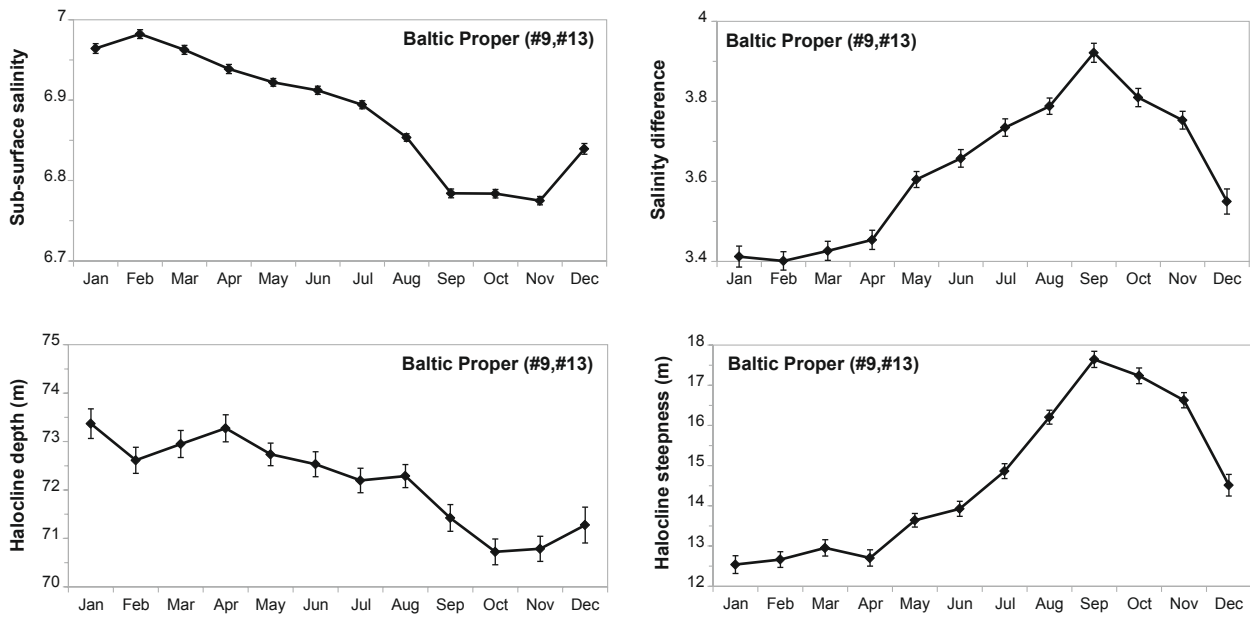 Baltic Proper (#9,#13)
Sub-surface salinity
7
6.9
6.8
6.7
Jan Feb Mar Apr May Jun Jul Aug Sep Oct Nov Dec
Baltic Proper (#9,#13)
Salinity difference
4
3.8
3.6
3.4
Jan Feb Mar Apr May Jun Jul Aug Sep Oct Nov Dec
Baltic Proper (#9,#13)
Halocline depth (m)
75
74
73
72
71
70
Jan Feb Mar Apr May Jun Jul Aug Sep Oct Nov Dec
Baltic Proper (#9,#13)
Halocline steepness (m)
18
17
16
15
14
13
12
Jan Feb Mar Apr May Jun Jul Aug Sep Oct Nov Dec